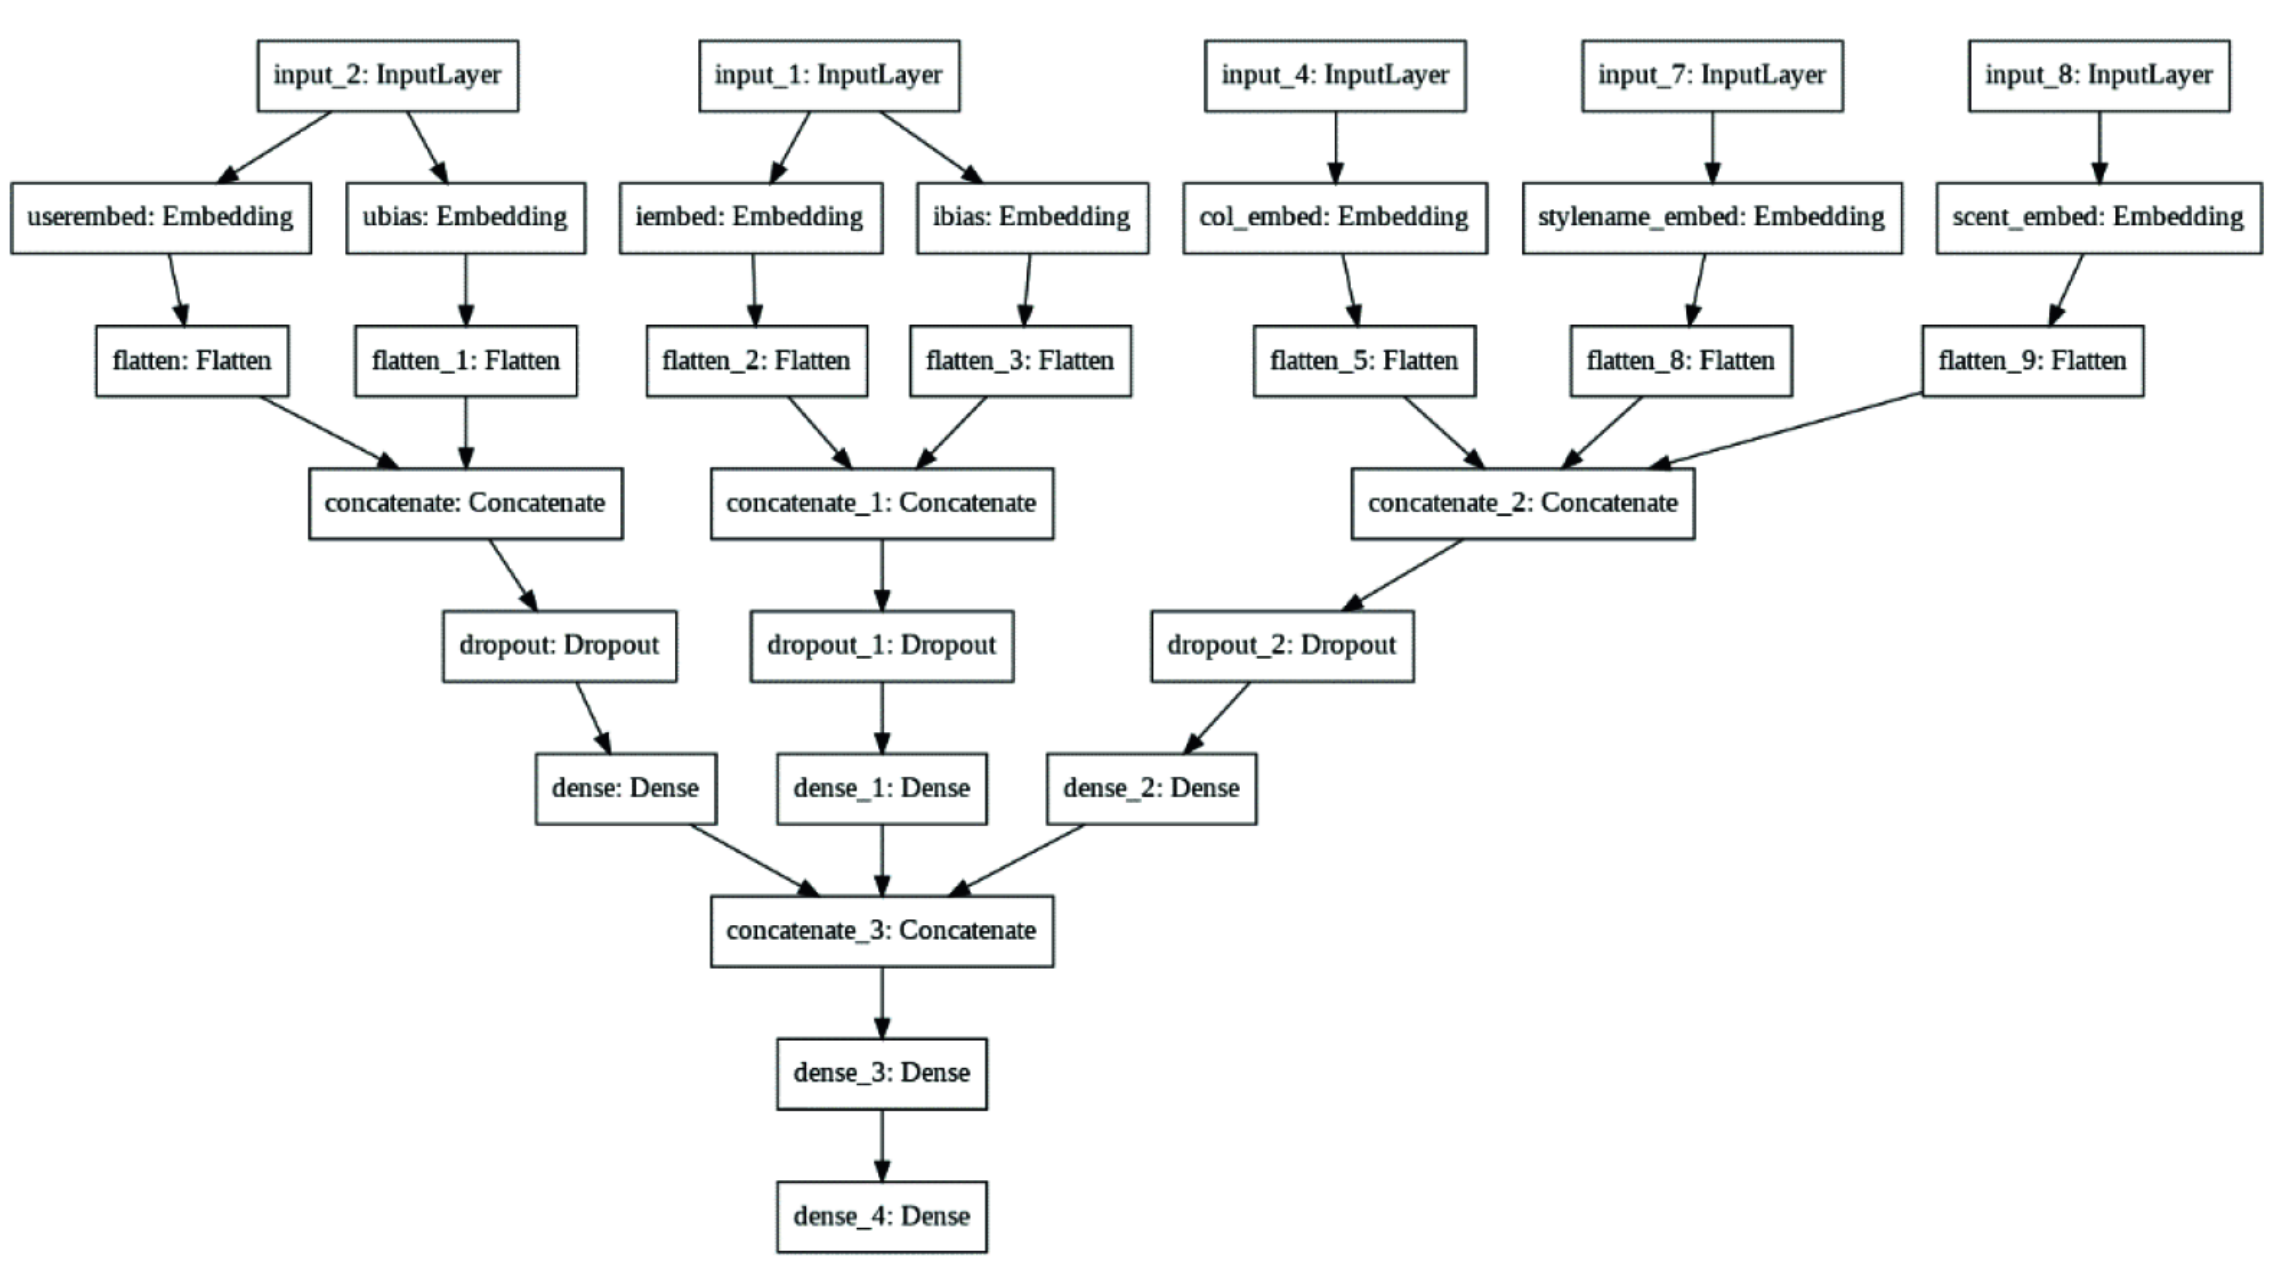 input_2: InputLayer
input_1: InputLayer
input_4: InputLayer
input_7: InputLayer
input_8: InputLayer
userembed: Embedding
ubias: Embedding
iembed: Embedding
ibias: Embedding
col_embed: Embedding
stylename_embed: Embedding
scent_embed: Embedding
flatten: Flatten
flatten_1: Flatten
flatten_2: Flatten
flatten_3: Flatten
flatten_5: Flatten
flatten_8: Flatten
flatten_9: Flatten
concatenate: Concatenate
concatenate_1: Concatenate
concatenate_2: Concatenate
dropout: Dropout
dropout_1: Dropout
dropout_2: Dropout
dense: Dense
dense_1: Dense
dense_2: Dense
concatenate_3: Concatenate
dense_3: Dense
dense_4: Dense